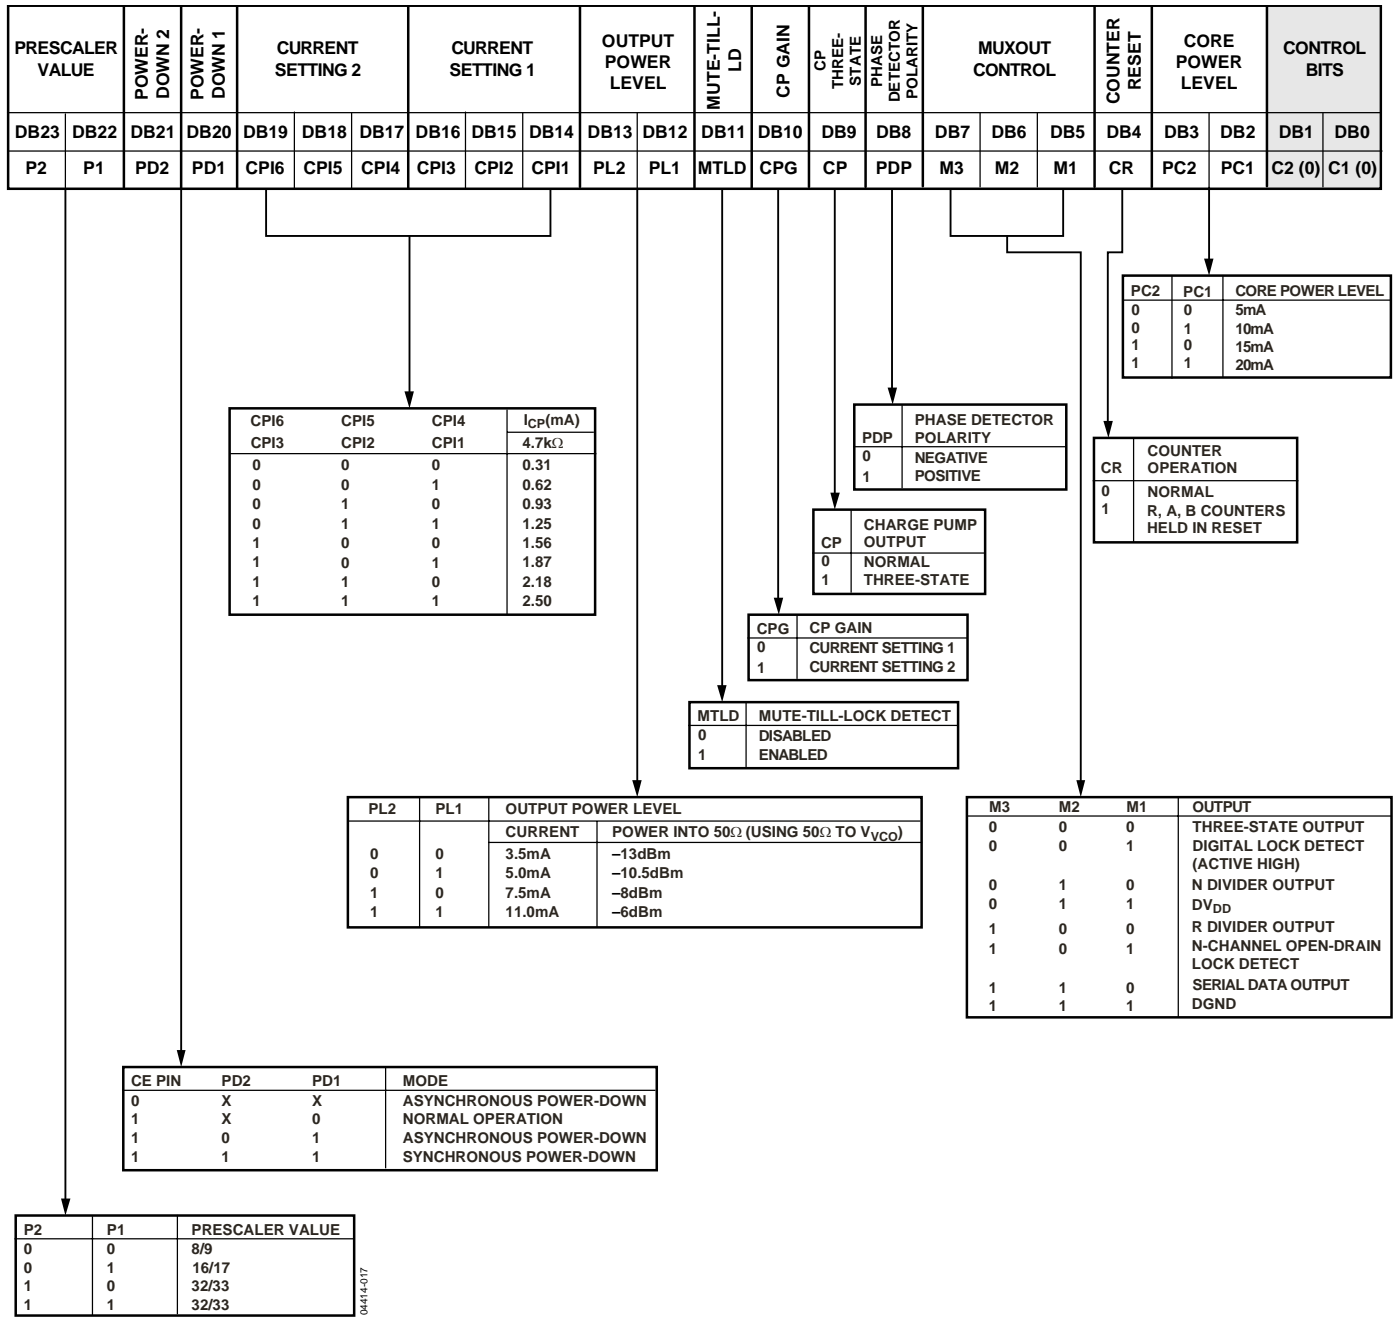 PRESCALER VALUE
POWER-DOWN 2
POWER-DOWN 1
CURRENT SETTING 2
CURRENT SETTING 1
OUTPUT POWER LEVEL
MUTE-TILL-LD
CP GAIN
CP THREE-STATE
PHASE DETECTOR POLARITY
MUXOUT CONTROL
COUNTER RESET
CORE POWER LEVEL
CONTROL BITS
DB23 DB22 DB21 DB20 DB19 DB18 DB17 DB16 DB15 DB14 DB13 DB12 DB11 DB10 DB9 DB8 DB7 DB6 DB5 DB4 DB3 DB2 DB1 DB0
P2 P1 PD2 PD1 CPI6 CPI5 CPI4 CPI3 CPI2 CPI1 PL2 PL1 MTLD CPG CP PDP M3 M2 M1 CR PC2 PC1 C2 (0) C1 (0)
PC2 PC1 CORE POWER LEVEL
0 0 5mA
0 1 10mA
1 0 15mA
1 1 20mA
CPI6 CPI5 CPI4 ICP(mA)
CPI3 CPI2 CPI1 4.7kΩ
0 0 0 0.31
0 0 1 0.62
0 1 0 0.93
0 1 1 1.25
1 0 0 1.56
1 0 1 1.87
1 1 0 2.18
1 1 1 2.50
PHASE DETECTOR
PDP POLARITY
0 NEGATIVE
1 POSITIVE
COUNTER
CR OPERATION
0 NORMAL
1 R, A, B COUNTERS
HELD IN RESET
CHARGE PUMP
CP OUTPUT
0 NORMAL
1 THREE-STATE
CPG CP GAIN
0 CURRENT SETTING 1
1 CURRENT SETTING 2
MTLD MUTE-TILL-LOCK DETECT
0 DISABLED
1 ENABLED
PL2 PL1 OUTPUT POWER LEVEL
CURRENT POWER INTO 50Ω (USING 50Ω TO VVCO)
0 0 3.5mA –13dBm
0 1 5.0mA –10.5dBm
1 0 7.5mA –8dBm
1 1 11.0mA –6dBm
M3 M2 M1 OUTPUT
0 0 0 THREE-STATE OUTPUT
0 0 1 DIGITAL LOCK DETECT
(ACTIVE HIGH)
0 1 0 N DIVIDER OUTPUT
0 1 1 DVDD
1 0 0 R DIVIDER OUTPUT
1 0 1 N-CHANNEL OPEN-DRAIN
LOCK DETECT
1 1 0 SERIAL DATA OUTPUT
1 1 1 DGND
CE PIN PD2 PD1 MODE
0 X X ASYNCHRONOUS POWER-DOWN
1 X 0 NORMAL OPERATION
1 0 1 ASYNCHRONOUS POWER-DOWN
1 1 1 SYNCHRONOUS POWER-DOWN
P2 P1 PRESCALER VALUE
0 0 8/9
0 1 16/17
1 0 32/33
1 1 32/33
04414-017